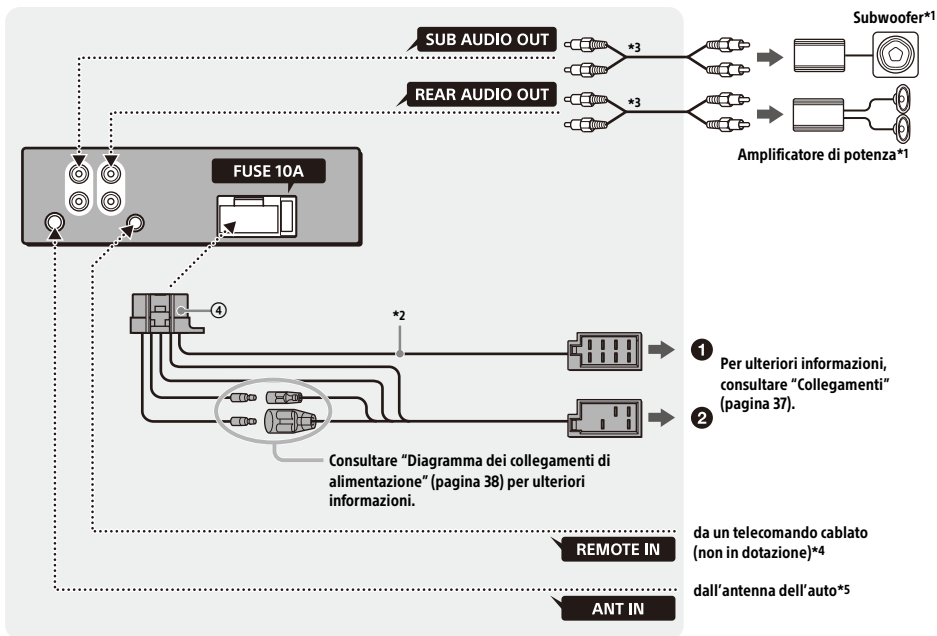 Subwoofer*1
SUB AUDIO OUT
*3
REAR AUDIO OUT
*3
Amplificatore di potenza*1
FUSE 10A
④
*2
❶
Per ulteriori informazioni,
consultare “Collegamenti”
(pagina 37).
❷
Consultare “Diagramma dei collegamenti di
alimentazione” (pagina 38) per ulteriori
informazioni.
da un telecomando cablato
(non in dotazione)*4
REMOTE IN
dall’antenna dell’auto*5
ANT IN